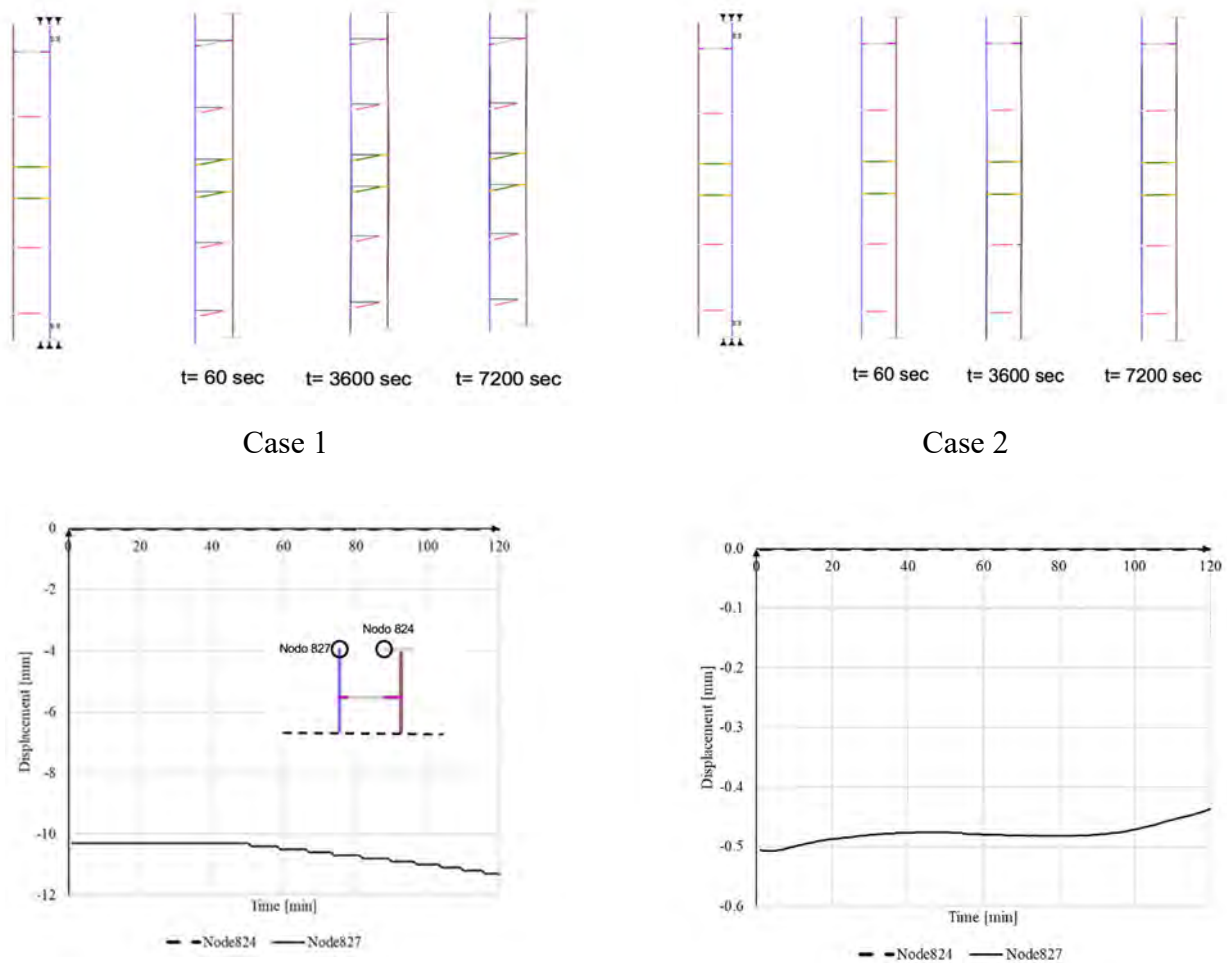 t= 60 sec
t= 3600 sec
t= 7200 sec
t= 60 sec
t= 3600 sec
t= 7200 sec
Case 1
Case 2
0
0
20
40
60
80
100
120
-2
-4
-6
-8
-10
-12
Displacement [mm]
Time [min]
Nodo 824
Nodo 827
Node824
Node827
0.0
0
20
40
60
80
100
120
-0.1
-0.2
-0.3
-0.4
-0.5
-0.6
Displacement [mm]
Time [min]
Node824
Node827